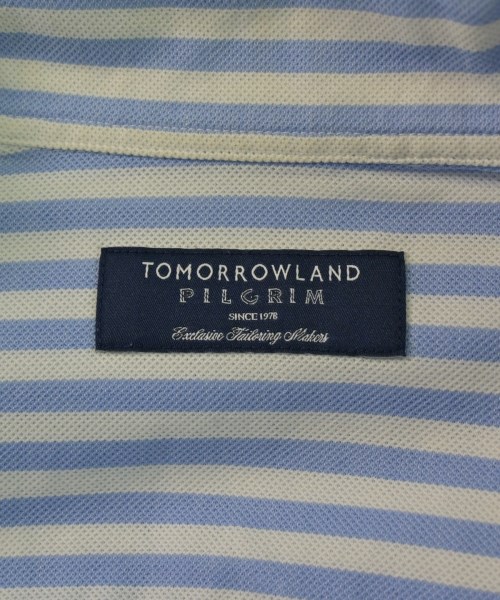 TOMORROWLAND
PILGRIM
SINCE 1978
Exclusive Tailoring Makers